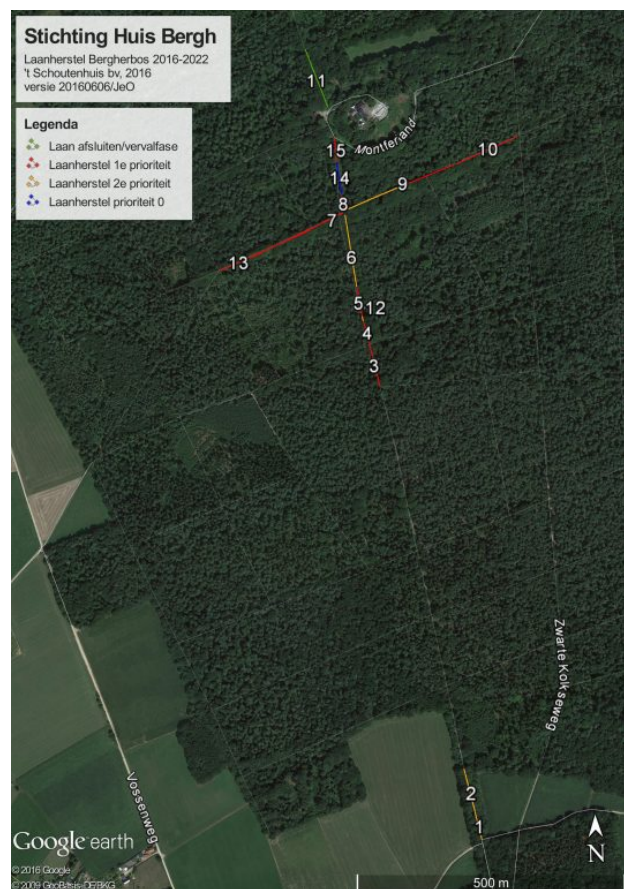 Stichting Huis Bergh
Laanherstel Bergherbos 2016-2022
't Schoutenhuis bv, 2016
versie 20160606/JeO
Legenda
Laan afsluiten/vervalfase
Laanherstel 1e prioriteit
Laanherstel 2e prioriteit
Laanherstel prioriteit 0
11
Montferland
15
10
14
9
8
7
6
13
5
12
4
3
Zwarte Kolkseweg
Vossenweg
2
1
N
Google earth
© 2016 Google
© 2009 GeoBasis-DE/BKG
500 m